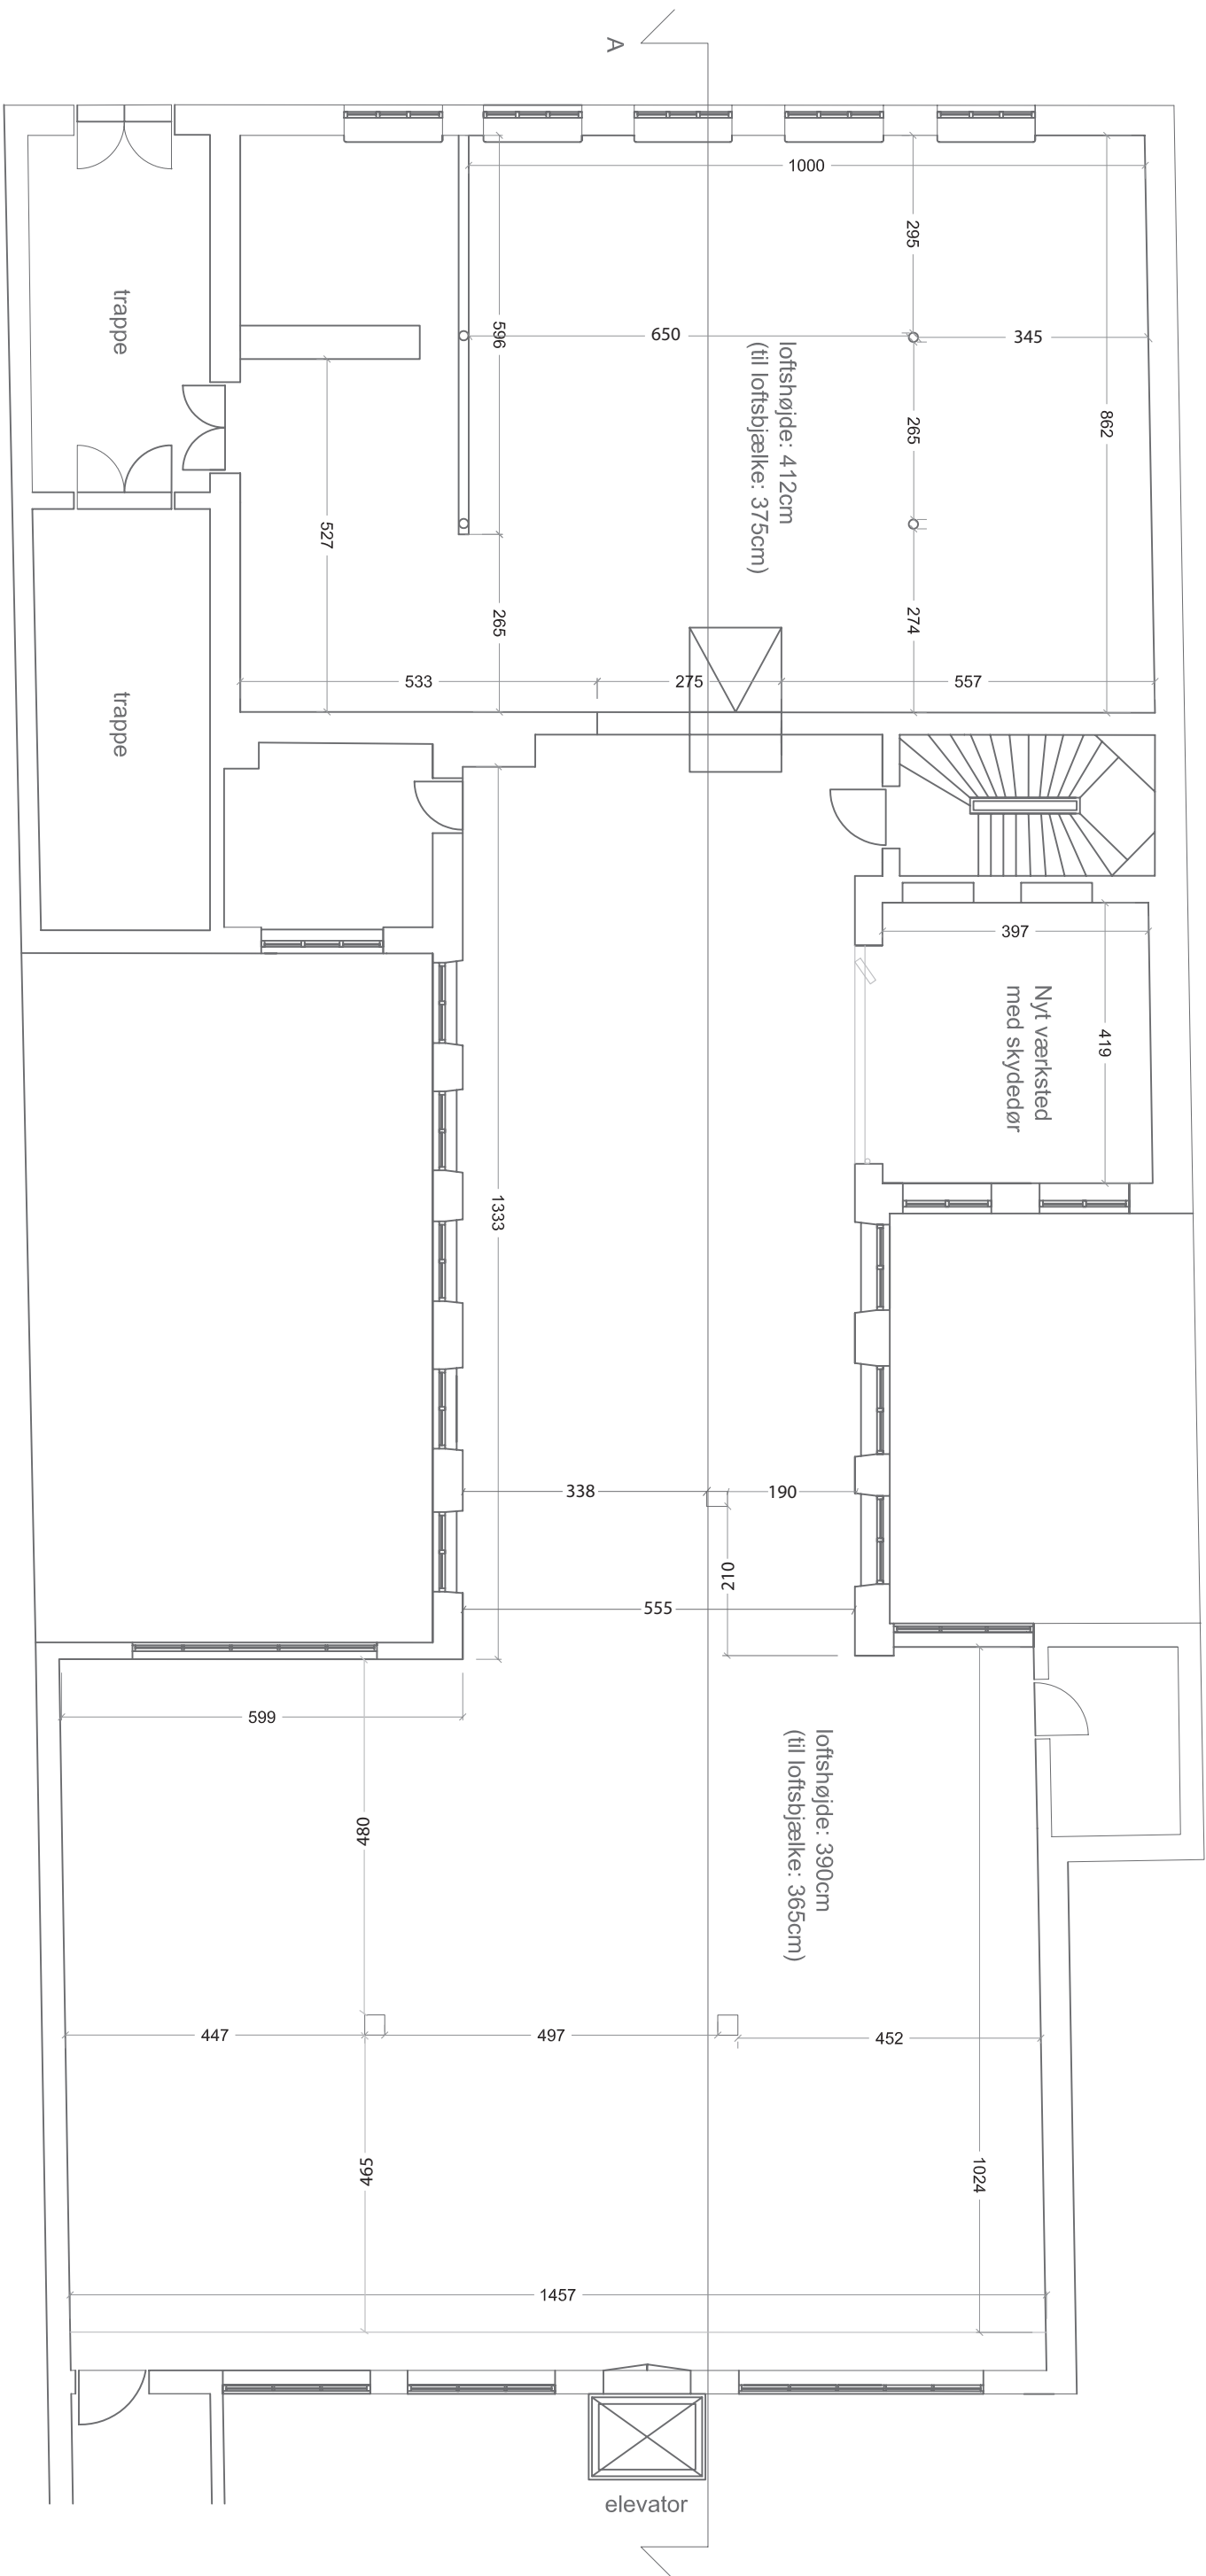 A
1000
295
596
650
345
loftshøjde: 412cm
(til loftsbjælke: 375cm)
862
265
trappe
527
265
274
533
275
557
trappe
397
Nyt værksted
med skydedør
419
1333
338
190
210
555
599
loftshøjde: 390cm
(til loftsbjælke: 365cm)
480
447
497
452
495
1024
1457
elevator